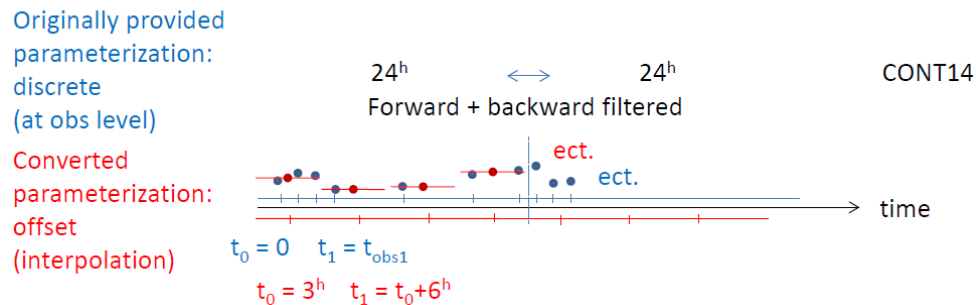 Originally provided
parameterization:
discrete
(at obs level)
24h 24h CONT14
Forward + backward filtered
Converted
parameterization:
offset
(interpolation)
ect.
ect.
time
t0 = 0 t1 = tobs1
t0 = 3h t1 = t0+6h